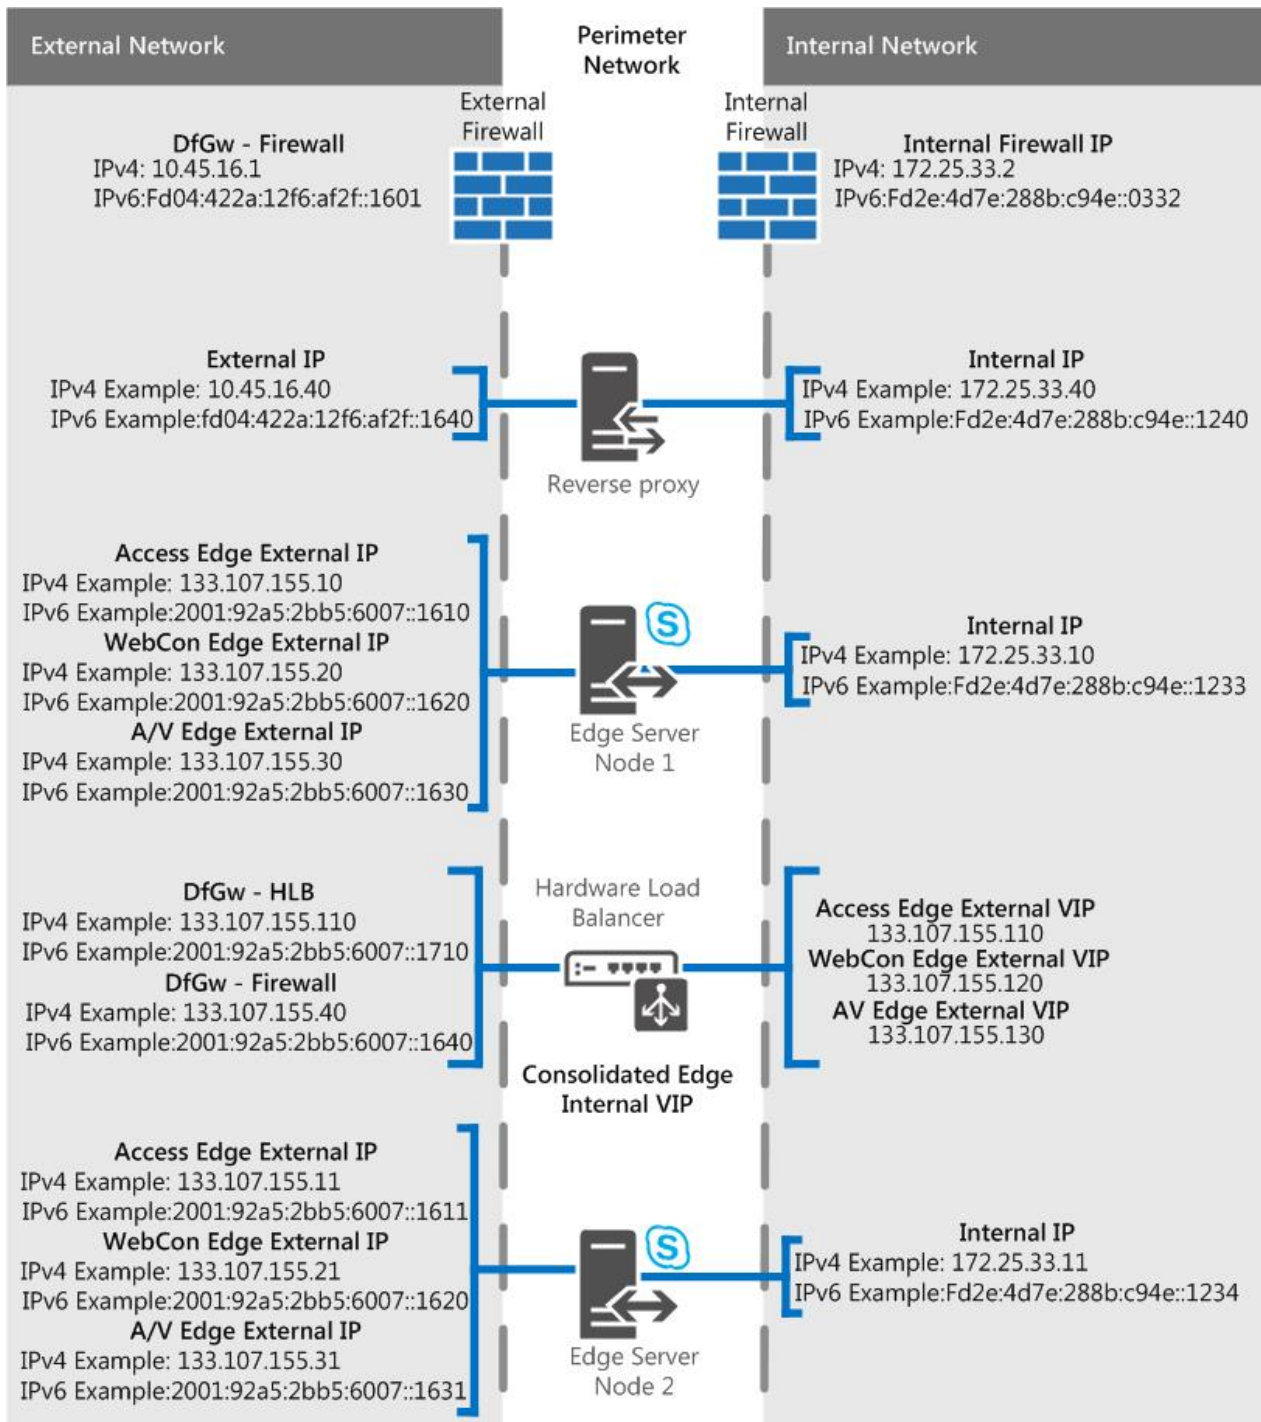 External Network
Perimeter
Network
Internal Network
External
Firewall
Internal
Firewall
DfGw - Firewall
IPv4: 10.45.16.1
IPv6:Fd04:422a:12f6:af2f::1601
Internal Firewall IP
IPv4: 172.25.33.2
IPv6:Fd2e:4d7e:288b:c94e::0332
External IP
IPv4 Example: 10.45.16.40
IPv6 Example:fd04:422a:12f6:af2f::1640
Reverse proxy
Internal IP
IPv4 Example: 172.25.33.40
IPv6 Example:Fd2e:4d7e:288b:c94e::1240
Access Edge External IP
IPv4 Example: 133.107.155.10
IPv6 Example:2001:92a5:2bb5:6007::1610
WebCon Edge External IP
IPv4 Example: 133.107.155.20
IPv6 Example:2001:92a5:2bb5:6007::1620
A/V Edge External IP
IPv4 Example: 133.107.155.30
IPv6 Example:2001:92a5:2bb5:6007::1630
S
Edge Server
Node 1
Internal IP
IPv4 Example: 172.25.33.10
IPv6 Example:Fd2e:4d7e:288b:c94e::1233
DfGw - HLB
IPv4 Example: 133.107.155.110
IPv6 Example:2001:92a5:2bb5:6007::1710
DfGw - Firewall
IPv4 Example: 133.107.155.40
IPv6 Example:2001:92a5:2bb5:6007::1640
Hardware Load
Balancer
Consolidated Edge
Internal VIP
Access Edge External VIP
133.107.155.110
WebCon Edge External VIP
133.107.155.120
AV Edge External VIP
133.107.155.130
Access Edge External IP
IPv4 Example: 133.107.155.11
IPv6 Example:2001:92a5:2bb5:6007::1611
WebCon Edge External IP
IPv4 Example: 133.107.155.21
IPv6 Example:2001:92a5:2bb5:6007::1620
A/V Edge External IP
IPv4 Example: 133.107.155.31
IPv6 Example:2001:92a5:2bb5:6007::1631
S
Edge Server
Node 2
Internal IP
IPv4 Example: 172.25.33.11
IPv6 Example:Fd2e:4d7e:288b:c94e::1234